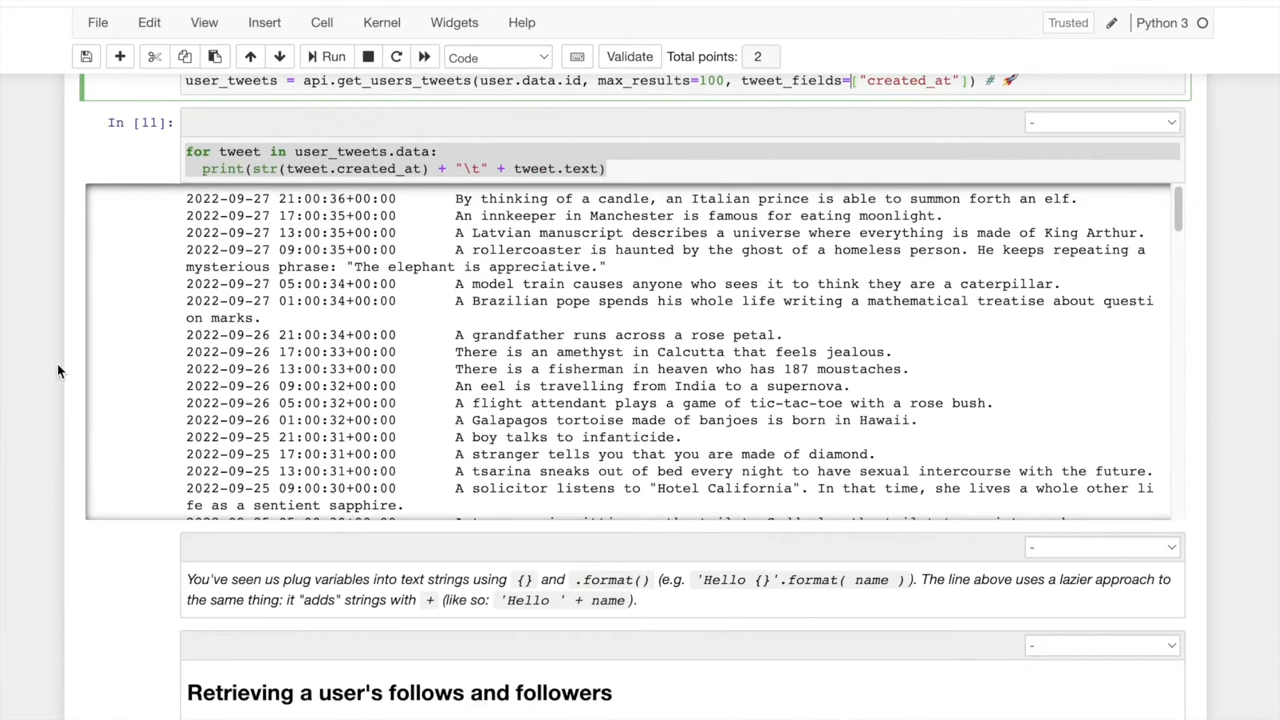 File Edit View Insert Cell Kernel Widgets Help Trusted Python 3
Run Code Validate Total points: 2
user_tweets = api.get_users_tweets(user.data.id, max_results=100, tweet_fields=["created_at"]) # 🚀
In [11]: -
for tweet in user_tweets.data:
print(str(tweet.created_at) + "\t" + tweet.text)
2022-09-27 21:00:36+00:00 By thinking of a candle, an Italian prince is able to summon forth an elf.
2022-09-27 17:00:35+00:00 An innkeeper in Manchester is famous for eating moonlight.
2022-09-27 13:00:35+00:00 A Latvian manuscript describes a universe where everything is made of King Arthur.
2022-09-27 09:00:35+00:00 A rollercoaster is haunted by the ghost of a homeless person. He keeps repeating a
mysterious phrase: "The elephant is appreciative."
2022-09-27 05:00:34+00:00 A model train causes anyone who sees it to think they are a caterpillar.
2022-09-27 01:00:34+00:00 A Brazilian pope spends his whole life writing a mathematical treatise about questi
on marks.
2022-09-26 21:00:34+00:00 A grandfather runs across a rose petal.
2022-09-26 17:00:33+00:00 There is an amethyst in Calcutta that feels jealous.
2022-09-26 13:00:33+00:00 There is a fisherman in heaven who has 187 moustaches.
2022-09-26 09:00:32+00:00 An eel is travelling from India to a supernova.
2022-09-26 05:00:32+00:00 A flight attendant plays a game of tic-tac-toe with a rose bush.
2022-09-26 01:00:32+00:00 A Galapagos tortoise made of banjoes is born in Hawaii.
2022-09-25 21:00:31+00:00 A boy talks to infanticide.
2022-09-25 17:00:31+00:00 A stranger tells you that you are made of diamond.
2022-09-25 13:00:31+00:00 A tsarina sneaks out of bed every night to have sexual intercourse with the future.
2022-09-25 09:00:30+00:00 A solicitor listens to "Hotel California". In that time, she lives a whole other li
fe as a sentient sapphire.
-
You've seen us plug variables into text strings using {} and .format() (e.g. 'Hello {}'.format( name )). The line above uses a lazier approach to
the same thing: it "adds" strings with + (like so: 'Hello ' + name).
-
Retrieving a user's follows and followers